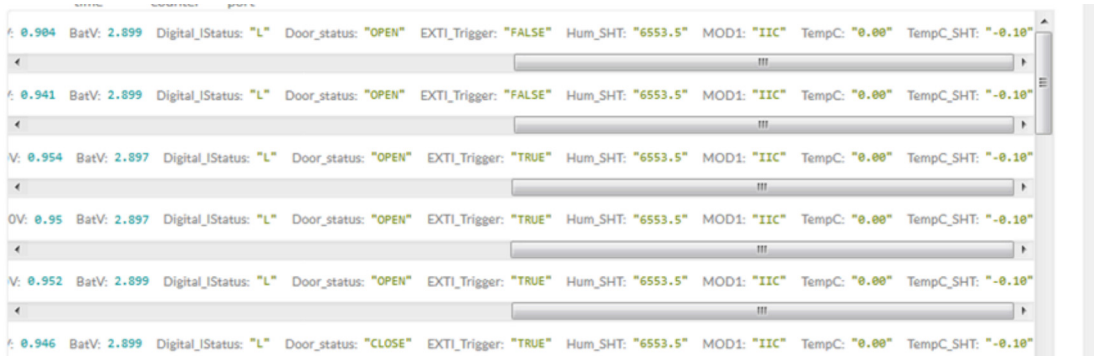 time counter port
V: 0.904 BatV: 2.899 Digital_IStatus: "L" Door_status: "OPEN" EXTI_Trigger: "FALSE" Hum_SHT: "6553.5" MOD1: "IIC" TempC: "0.00" TempC_SHT: "-0.10"
V: 0.941 BatV: 2.899 Digital_IStatus: "L" Door_status: "OPEN" EXTI_Trigger: "FALSE" Hum_SHT: "6553.5" MOD1: "IIC" TempC: "0.00" TempC_SHT: "-0.10"
V: 0.954 BatV: 2.897 Digital_IStatus: "L" Door_status: "OPEN" EXTI_Trigger: "TRUE" Hum_SHT: "6553.5" MOD1: "IIC" TempC: "0.00" TempC_SHT: "-0.10"
0V: 0.95 BatV: 2.897 Digital_IStatus: "L" Door_status: "OPEN" EXTI_Trigger: "TRUE" Hum_SHT: "6553.5" MOD1: "IIC" TempC: "0.00" TempC_SHT: "-0.10"
V: 0.952 BatV: 2.899 Digital_IStatus: "L" Door_status: "OPEN" EXTI_Trigger: "TRUE" Hum_SHT: "6553.5" MOD1: "IIC" TempC: "0.00" TempC_SHT: "-0.10"
V: 0.946 BatV: 2.899 Digital_IStatus: "L" Door_status: "CLOSE" EXTI_Trigger: "TRUE" Hum_SHT: "6553.5" MOD1: "IIC" TempC: "0.00" TempC_SHT: "-0.10"